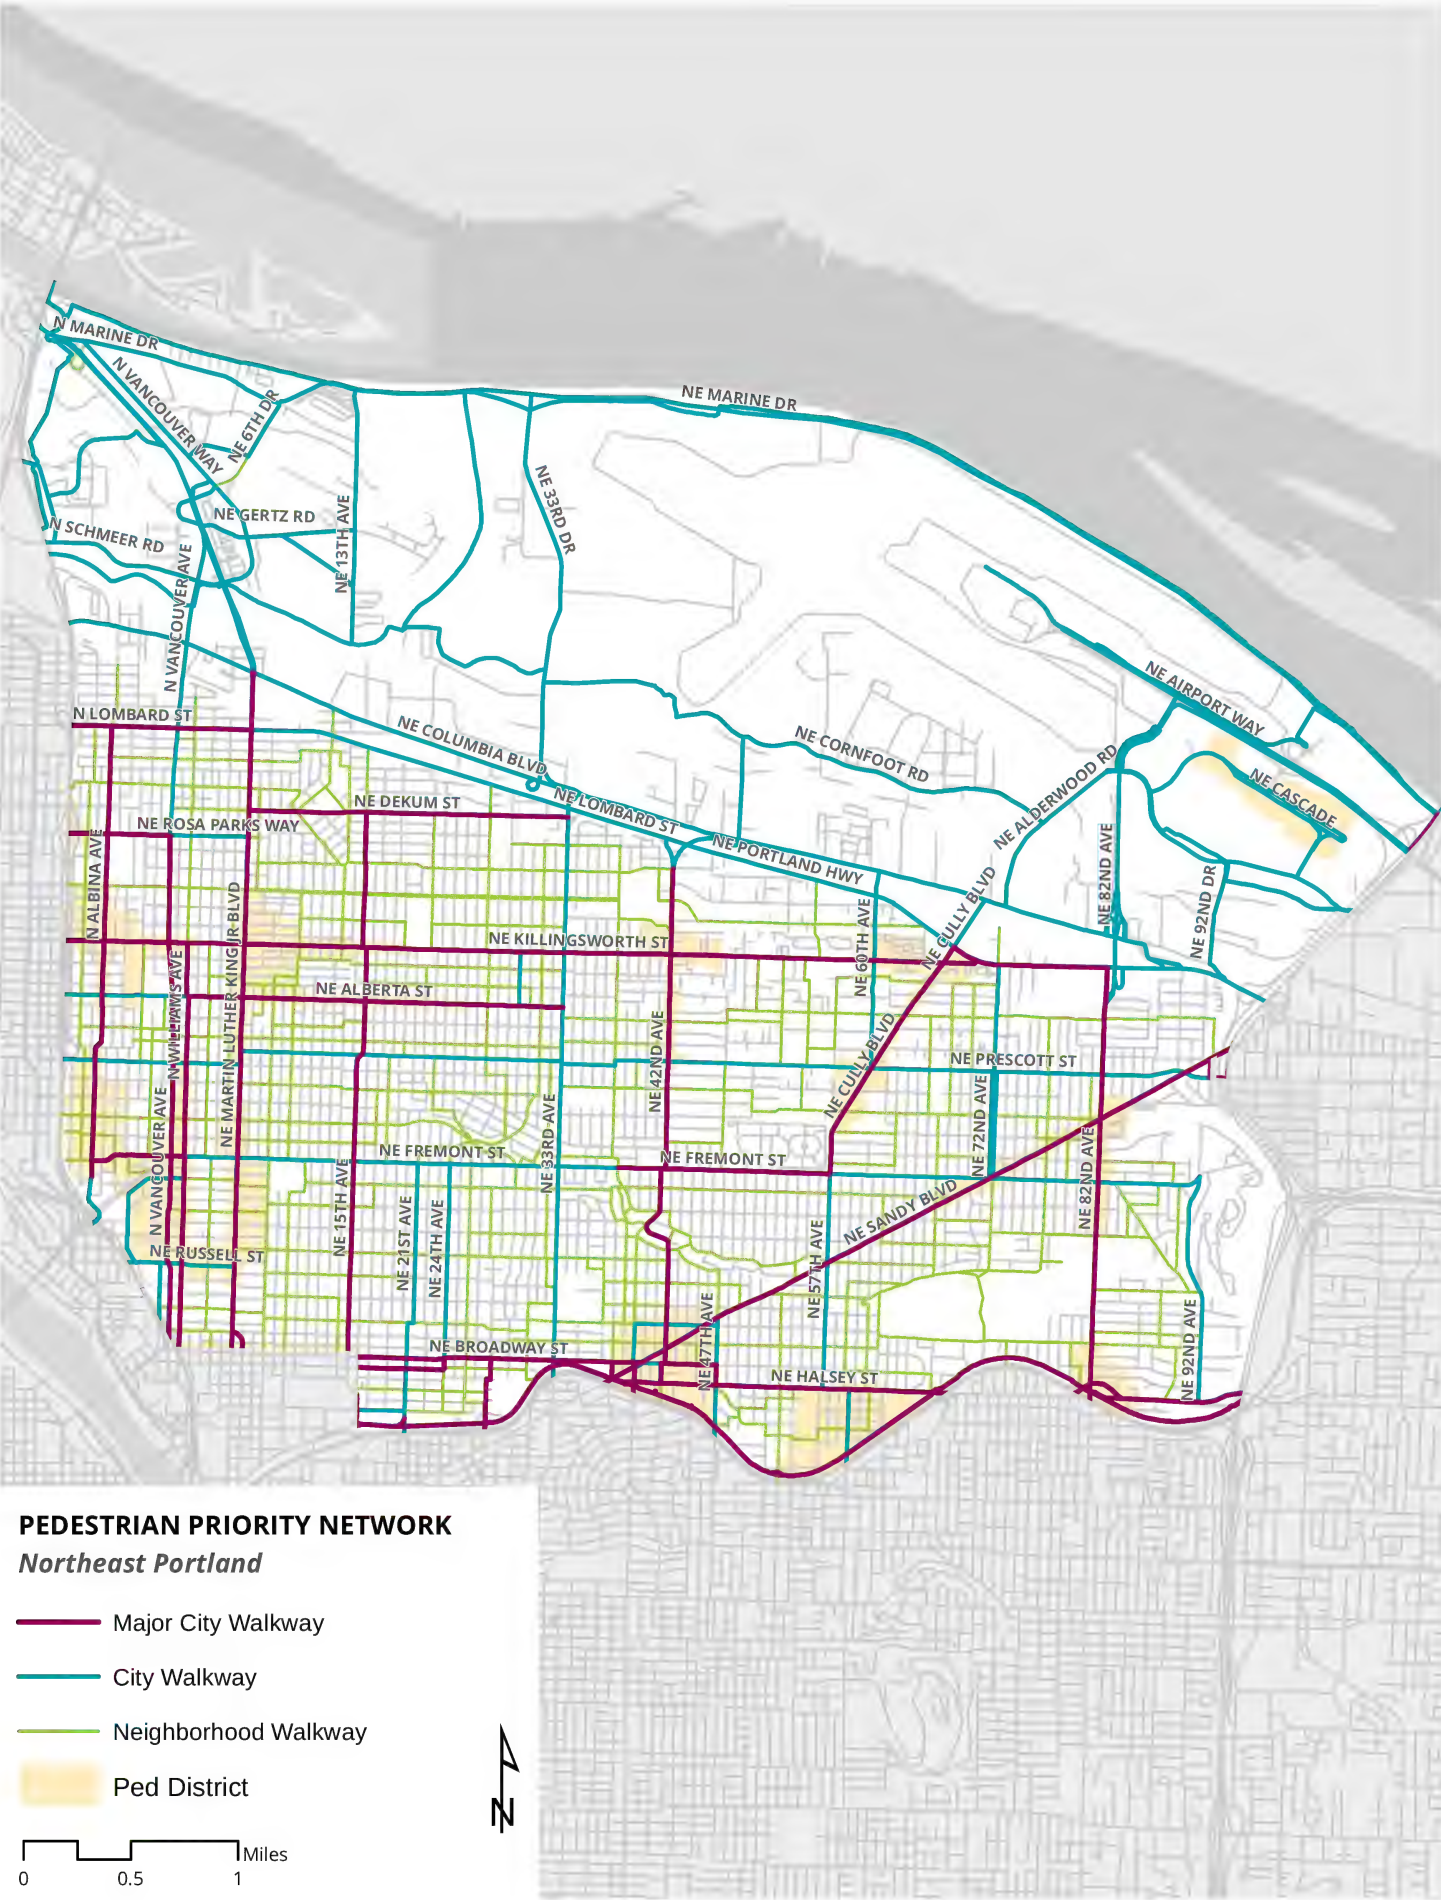 N MARINE DR
N VANCOUVER WAY
NE 6TH DR
NE MARINE DR
NE 33RD DR
NE GERTZ RD
NE 13TH AVE
N SCHMEER RD
N VANCOUVER AVE
NE AIRPORT WAY
N LOMBARD ST
NE COLUMBIA BLVD
NE CORNFOOT RD
NE ALDERWOOD RD
NE CASCADE
NE DEKUM ST
NE LOMBARD ST
NE ROSA PARKS WAY
NE PORTLAND HWY
N ALBINA AVE
NE 82ND AVE
NE CULLY BLVD
NE 92ND DR
NE 60TH AVE
NE KILLINGSWORTH ST
NE MARTIN LUTHER KING JR BLVD
N WILLIAMS AVE
NE ALBERTA ST
NE 42ND AVE
NE CULLY BLVD
NE PRESCOTT ST
NE 72ND AVE
N VANCOUVER AVE
NE 33RD AVE
NE FREMONT ST
NE FREMONT ST
NE 82ND AVE
NE 15TH AVE
NE 21ST AVE
NE 24TH AVE
NE SANDY BLVD
NE 57TH AVE
NE RUSSELL ST
NE 47TH AVE
NE 92ND AVE
NE BROADWAY ST
NE HALSEY ST
PEDESTRIAN PRIORITY NETWORK
Northeast Portland
Major City Walkway
City Walkway
Neighborhood Walkway
Ped District
N
Miles
0 0.5 1